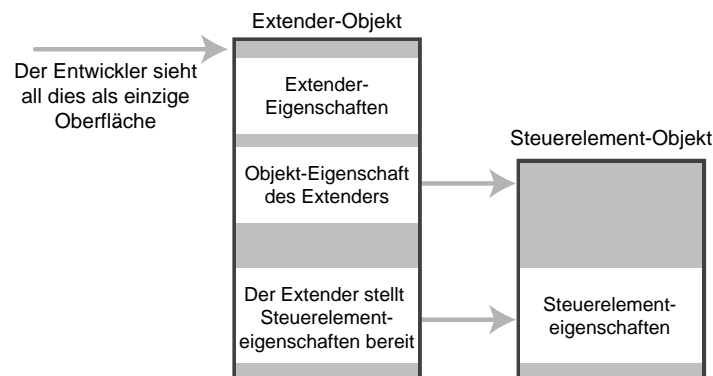 Extender-Objekt
Der Entwickler sieht
all dies als einzige
Oberfläche
Extender-
Eigenschaften
Steuerelement-Objekt
Objekt-Eigenschaft
des Extenders
Der Extender stellt
Steuerelement-
eigenschaften bereit
Steuerelement-
eigenschaften